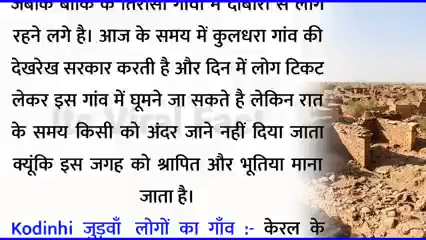 जबकि बाकि के तिरासी गांवों में दोबारा से लोग
रहने लगे है। आज के समय में कुलधरा गांव की
देखरेख सरकार करती है और दिन में लोग टिकट
लेकर इस गांव में घूमने जा सकते है लेकिन रात
के समय किसी को अंदर जाने नहीं दिया जाता
क्यूंकि इस जगह को श्रापित और भूतिया माना
जाता है।
Kodinhi जुड़वाँ लोगों का गाँव :- केरल के